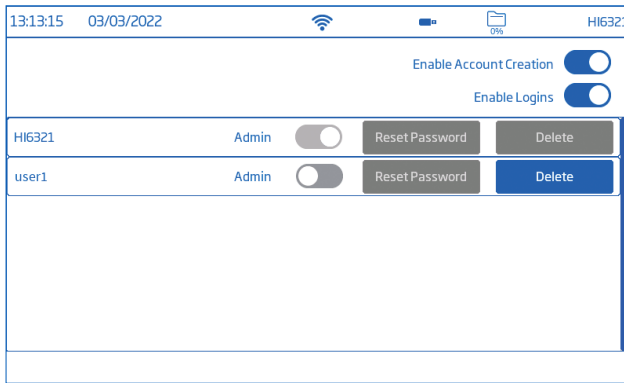 13:13:15 03/03/2022 HI6321
0%
Enable Account Creation
Enable Logins
HI6321 Admin Reset Password Delete
user1 Admin Reset Password Delete